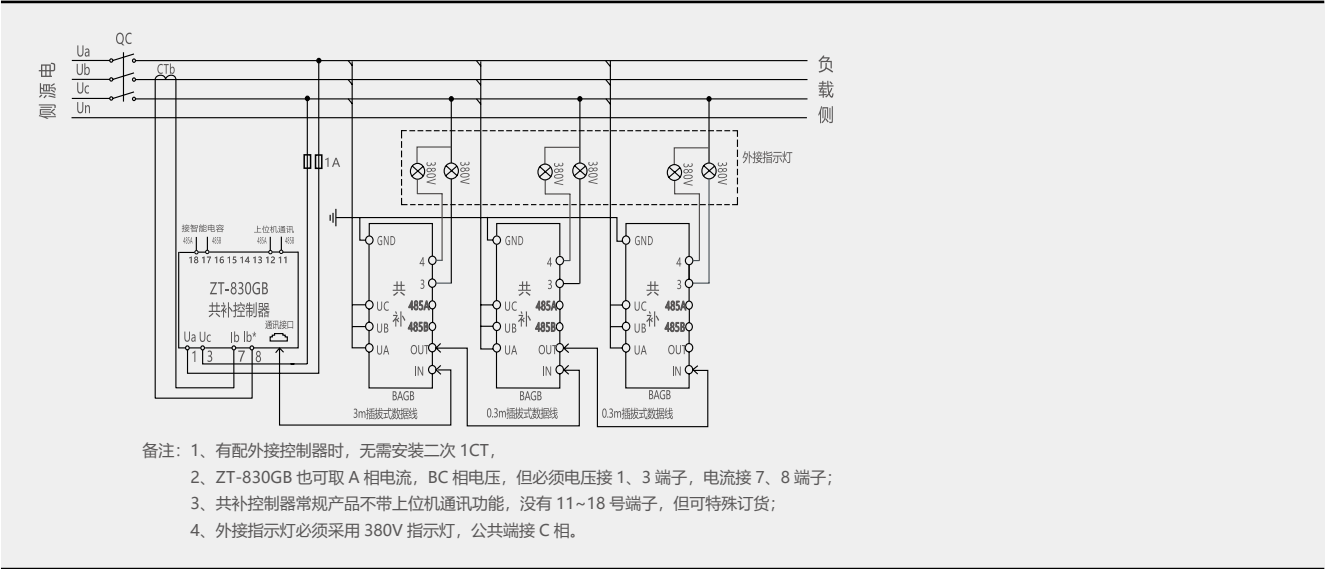 QC
Ua
Ub
Uc
Un
电源侧
CTb
负载侧
1A
380V 380V 380V 380V 380V 380V
外接指示灯
接智能电容 上位机通讯
485A 485B 485A 485B
18 17 16 15 14 13 12 11
ZT-830GB
共补控制器
通讯接口
Ua Uc Ib Ib*
1 3 7 8
GND
4
3
共补
UC 485A
UB 485B
UA OUT
IN
BAGB
3m插拔式数据线
GND
4
3
共补
UC 485A
UB 485B
UA OUT
IN
BAGB
0.3m插拔式数据线
GND
4
3
共补
UC 485A
UB 485B
UA OUT
IN
BAGB
0.3m插拔式数据线
备注：1、有配外接控制器时，无需安装二次 1CT，
2、ZT-830GB 也可取 A 相电流，BC 相电压，但必须电压接 1、3 端子，电流接 7、8 端子；
3、共补控制器常规产品不带上位机通讯功能，没有 11~18 号端子，但可特殊订货；
4、外接指示灯必须采用 380V 指示灯，公共端接 C 相。